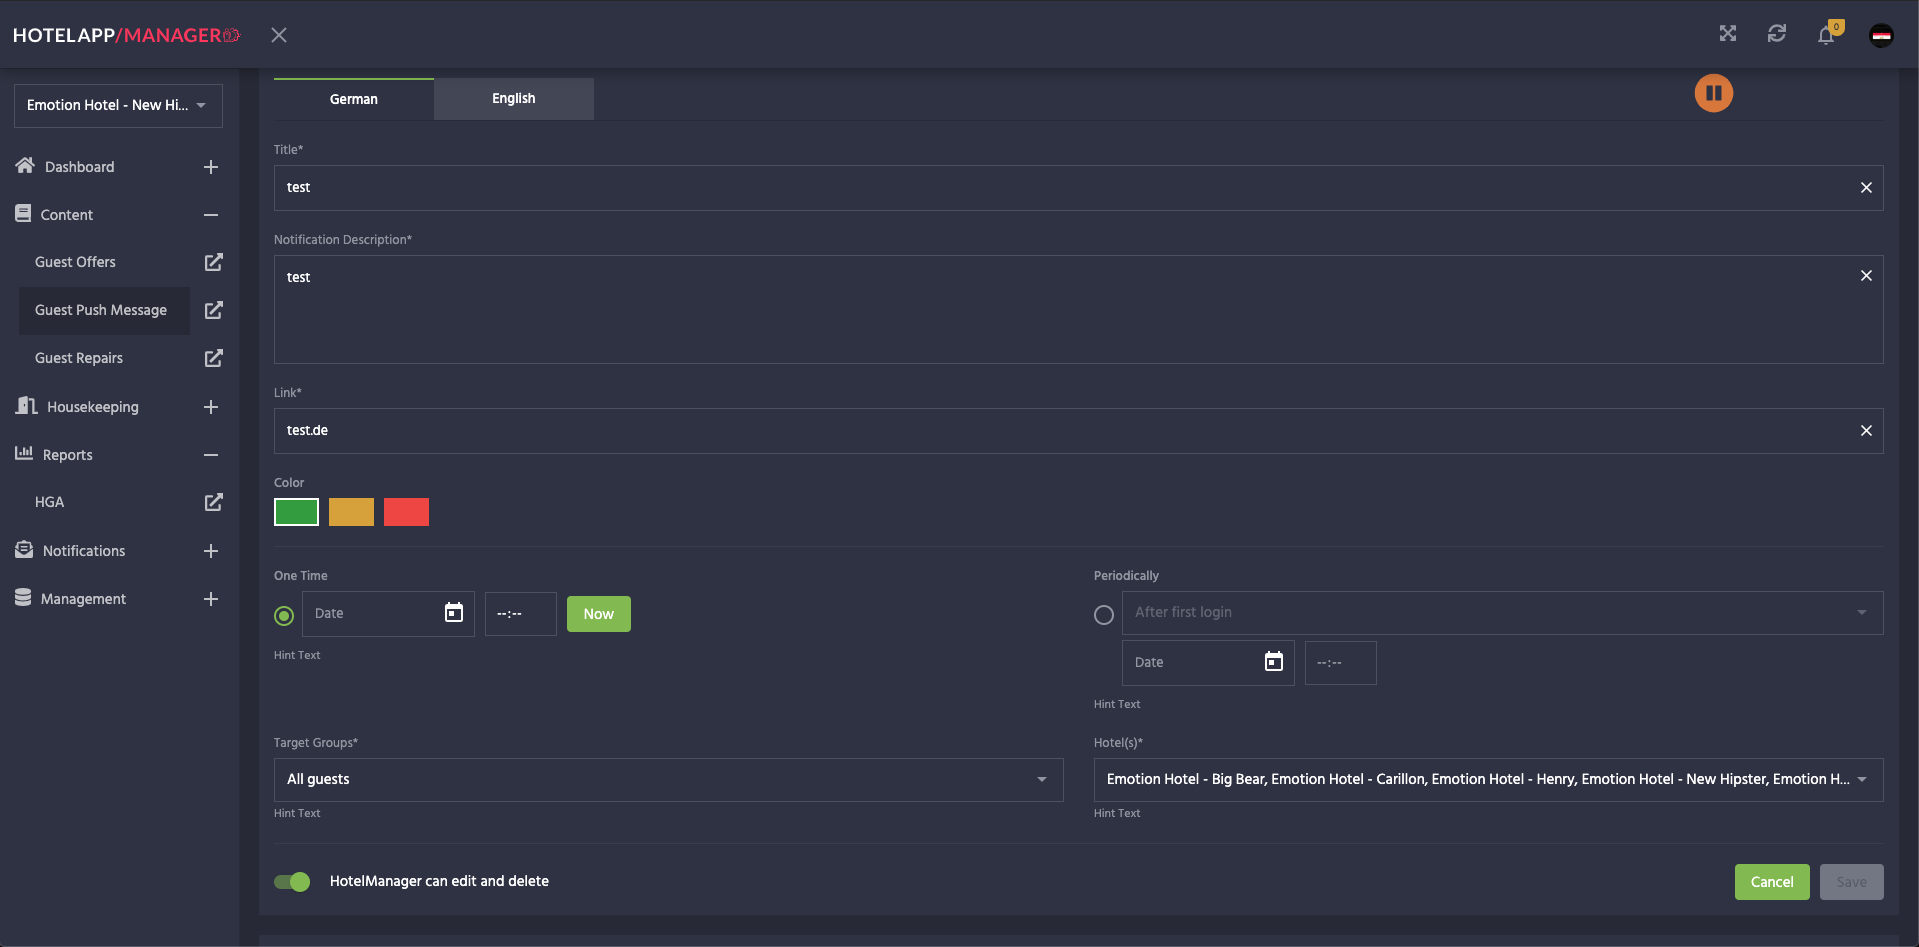 HOTELAPP/MANAGER
0
Emotion Hotel - New Hi...
Dashboard
Content
Guest Offers
Guest Push Message
Guest Repairs
Housekeeping
Reports
HGA
Notifications
Management
German
English
Title*
test
Notification Description*
test
Link*
test.de
Color
One Time
Date
--:--
Now
Hint Text
Periodically
After first login
Date
--:--
Hint Text
Target Groups*
All guests
Hint Text
Hotel(s)*
Emotion Hotel - Big Bear, Emotion Hotel - Carillon, Emotion Hotel - Henry, Emotion Hotel - New Hipster, Emotion H...
Hint Text
HotelManager can edit and delete
Cancel
Save